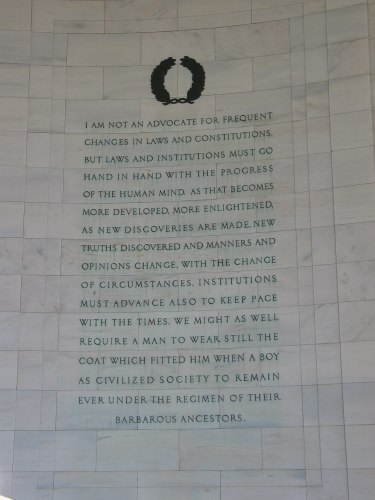 I AM NOT AN ADVOCATE FOR FREQUENT
CHANGES IN LAWS AND CONSTITUTIONS.
BUT LAWS AND INSTITUTIONS MUST GO
HAND IN HAND WITH THE PROGRESS
OF THE HUMAN MIND. AS THAT BECOMES
MORE DEVELOPED, MORE ENLIGHTENED,
AS NEW DISCOVERIES ARE MADE, NEW
TRUTHS DISCOVERED AND MANNERS AND
OPINIONS CHANGE, WITH THE CHANGE
OF CIRCUMSTANCES, INSTITUTIONS
MUST ADVANCE ALSO TO KEEP PACE
WITH THE TIMES. WE MIGHT AS WELL
REQUIRE A MAN TO WEAR STILL THE
COAT WHICH FITTED HIM WHEN A BOY
AS CIVILIZED SOCIETY TO REMAIN
EVER UNDER THE REGIMEN OF THEIR
BARBAROUS ANCESTORS.